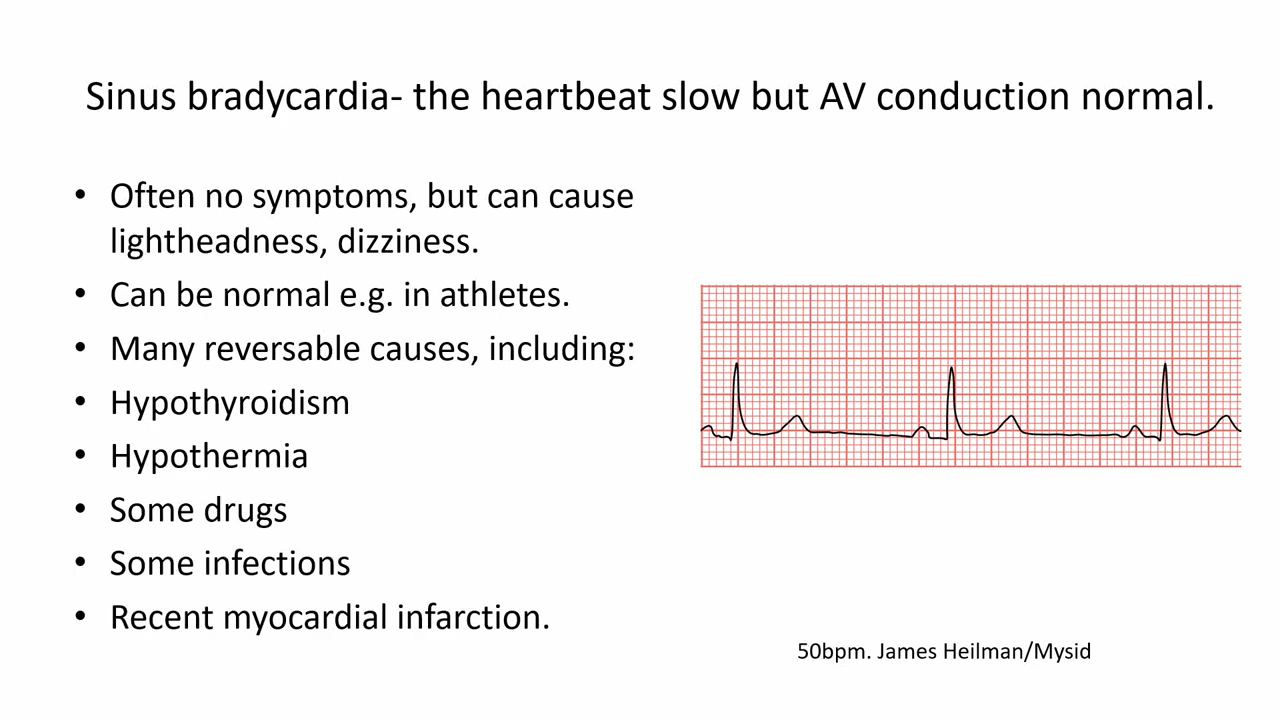 Sinus bradycardia- the heartbeat slow but AV conduction normal.
• Often no symptoms, but can cause
lightheadness, dizziness.
• Can be normal e.g. in athletes.
• Many reversable causes, including:
• Hypothyroidism
• Hypothermia
• Some drugs
• Some infections
• Recent myocardial infarction.
50bpm. James Heilman/Mysid